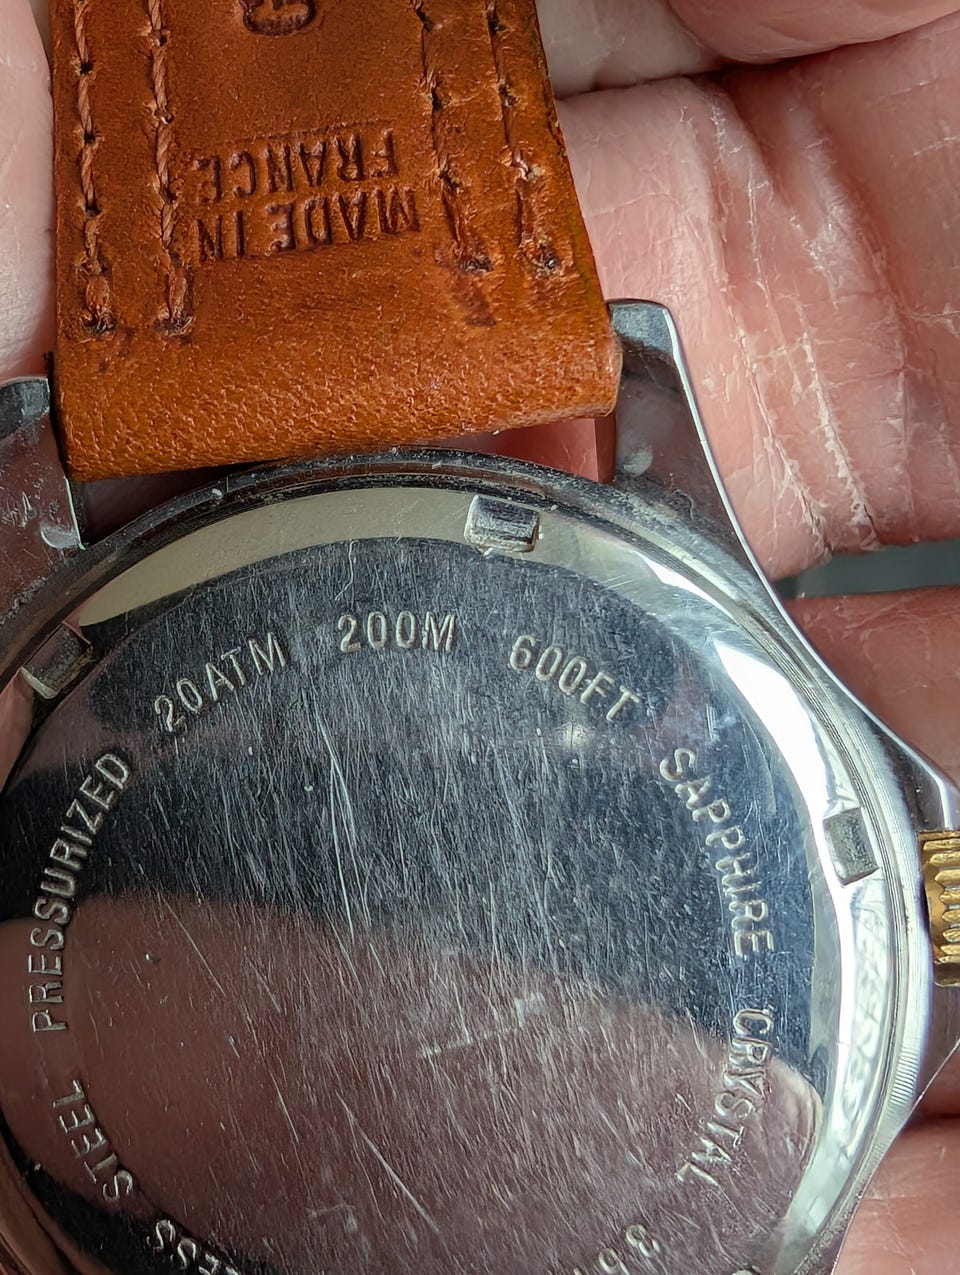 MADE IN
FRANCE
STEEL PRESSURIZED 20ATM 200M 600FT SAPPHIRE CRYSTAL